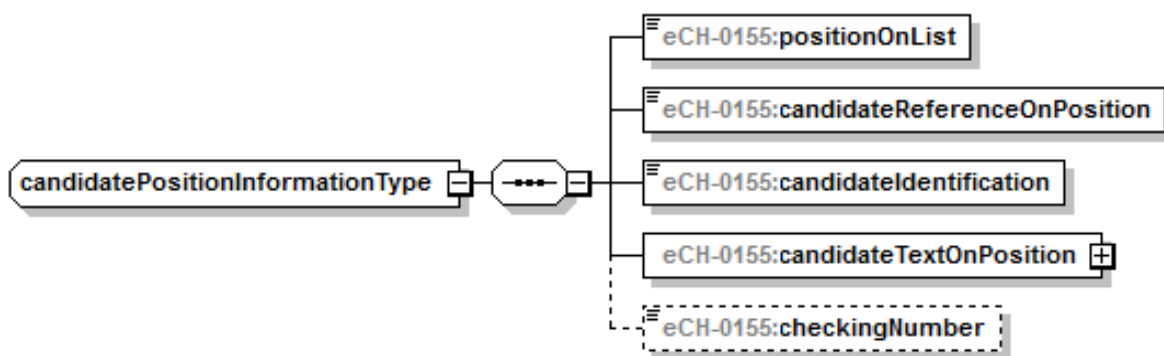 eCH-0155:positionOnList
eCH-0155:candidateReferenceOnPosition
candidatePositionInformationType
eCH-0155:candidateIdentification
eCH-0155:candidateTextOnPosition
eCH-0155:checkingNumber